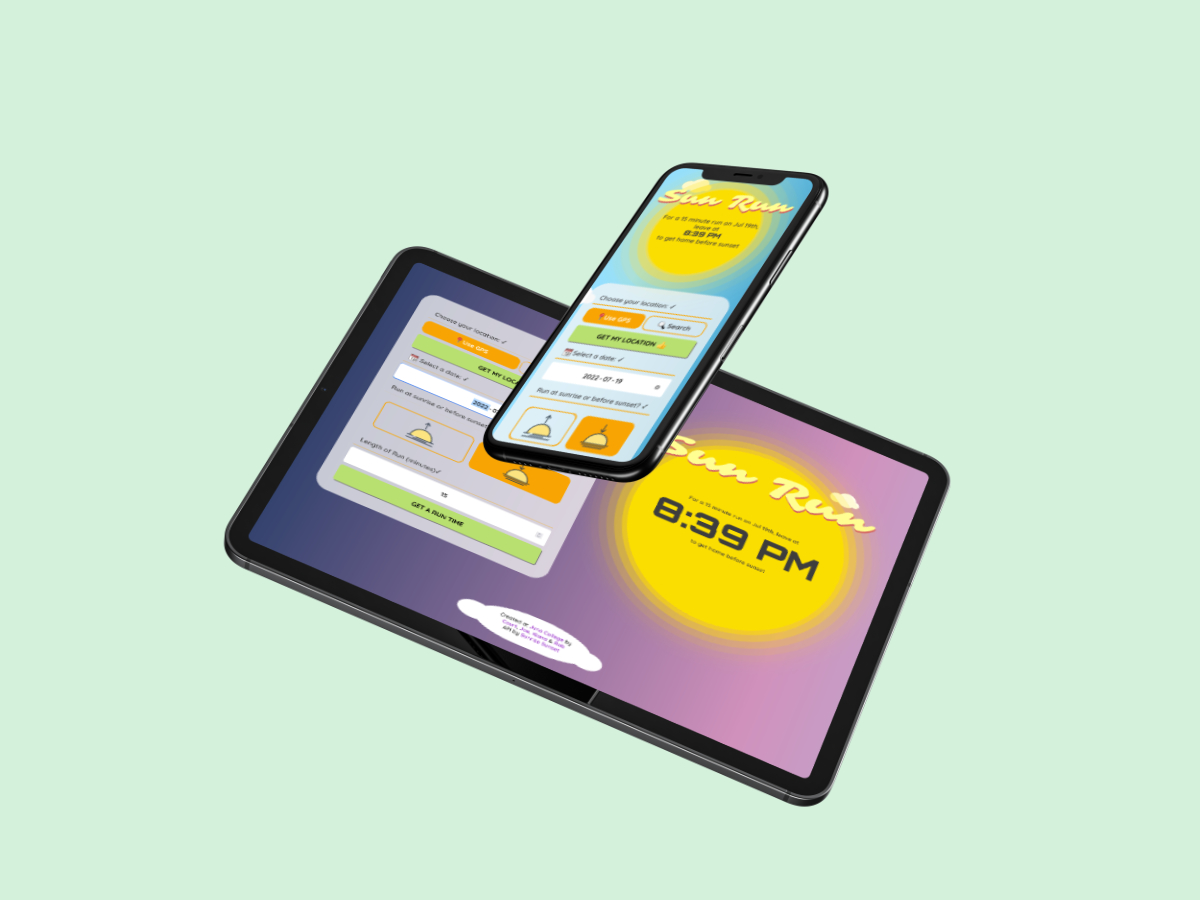 Sun Run
For a 15 minute run on Jul 19th,
leave at
8:39 PM
to get home before sunset
Choose your location: ✓
📍Use GPS
🔍 Search
GET MY LOCATION
📅 Select a date: ✓
2022-07-19
Run at sunrise or before sunset? ✓
Choose your location: ✓
📍Use GPS
GET MY LOCA
📅 Select a date: ✓
2022-0
Run at sunrise or before sunset
Length of Run (minutes)✓
15
GET A RUN TIME
Sun Run
For a 15 minute run on Jul 19th, leave at
8:39 PM
to get home before sunset
Created at Juno College by
API by Sunrise Sunset